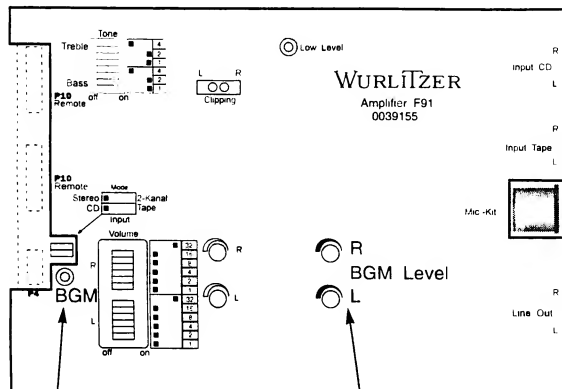 Tone
Treble
4
2
1
Bass
4
2
1
off on
P10
Remote
L R
Clipping
Low Level
WURLITZER
Amplifier F91
0039155
R
Input CD
L
R
Input Tape
L
Mic-Kit
P10
Remote
Mode
Stereo 2-Kanal
CD Tape
Input
Volume
R
32
16
8
4
2
1
R
L
32
16
8
4
2
1
L
off on
BGM
P4
R
BGM Level
L
R
Line Out
L